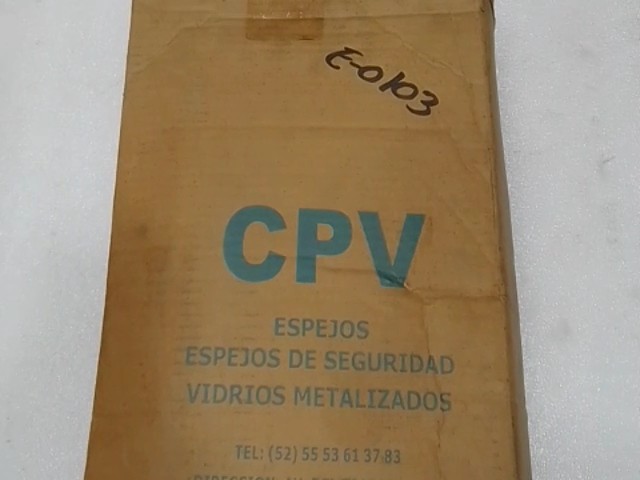 E-0103
CPV
ESPEJOS
ESPEJOS DE SEGURIDAD
VIDRIOS METALIZADOS
TEL: (52) 55 53 61 37 83